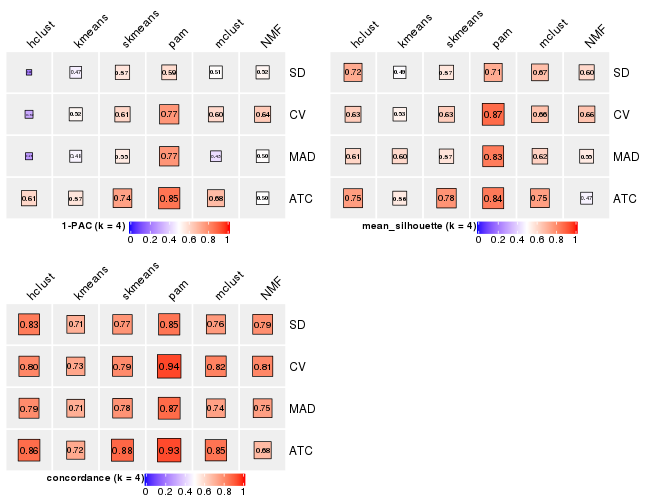 hclust kmeans skmeans pam mclust NMF
0.47 0.57 0.59 0.51 0.52 SD
0.52 0.61 0.77 0.60 0.64 CV
0.55 0.77 0.50 MAD
0.61 0.57 0.74 0.85 0.68 0.50 ATC
1-PAC (k = 4)
0 0.2 0.4 0.6 0.8 1
hclust kmeans skmeans pam mclust NMF
0.72 0.49 0.57 0.71 0.67 0.60 SD
0.63 0.53 0.63 0.87 0.66 0.66 CV
0.61 0.60 0.57 0.83 0.62 0.55 MAD
0.75 0.56 0.78 0.84 0.75 0.47 ATC
mean_silhouette (k = 4)
0 0.2 0.4 0.6 0.8 1
hclust kmeans skmeans pam mclust NMF
0.83 0.71 0.77 0.85 0.76 0.79 SD
0.80 0.73 0.79 0.94 0.82 0.81 CV
0.79 0.71 0.78 0.87 0.74 0.75 MAD
0.86 0.72 0.88 0.93 0.85 0.68 ATC
concordance (k = 4)
0 0.2 0.4 0.6 0.8 1